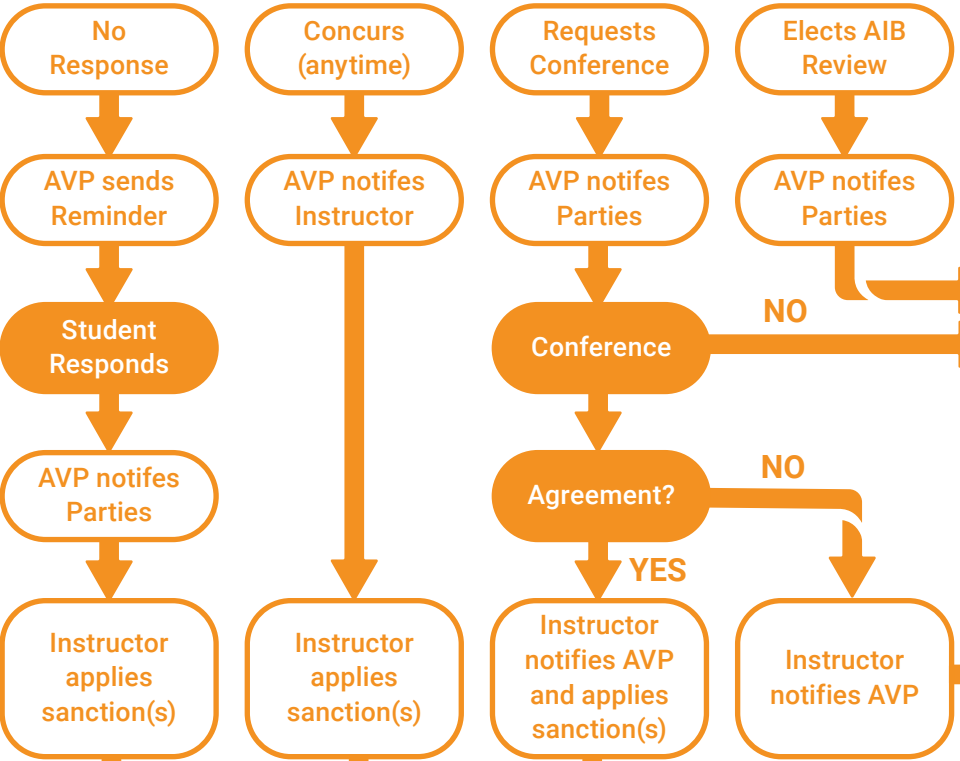 No
Response
Concurs
(anytime)
Requests
Conference
Elects AIB
Review
AVP sends
Reminder
AVP notifes
Instructor
AVP notifes
Parties
AVP notifes
Parties
Student
Responds
Conference
NO
AVP notifes
Parties
Agreement?
NO
YES
Instructor
applies
sanction(s)
Instructor
applies
sanction(s)
Instructor
notifies AVP
and applies
sanction(s)
Instructor
notifies AVP